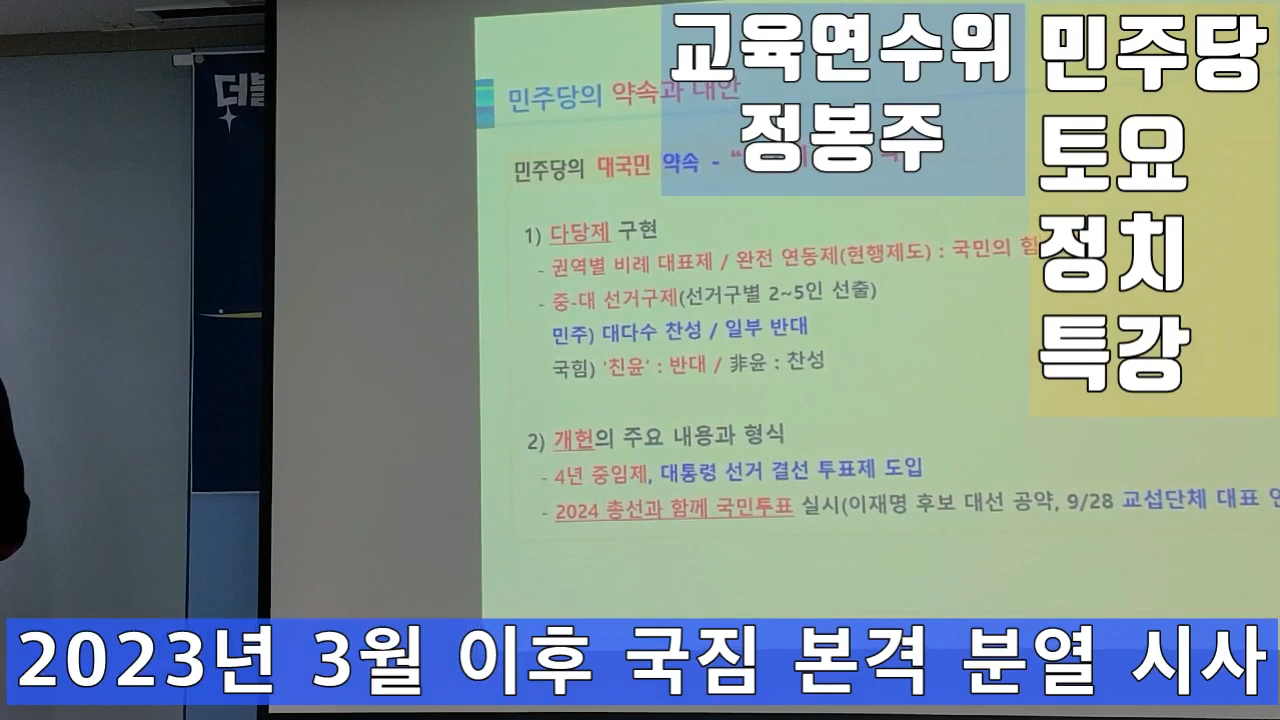 교육연수위
정봉주
민주당
토요
정치
특강
더불
민주당의 약속과 대안
민주당의 대국민 약속 -
1) 다당제 구현
- 권역별 비례 대표제 / 완전 연동제(현행제도) : 국민의 힘
- 중-대 선거구제(선거구별 2~5인 선출)
민주) 대다수 찬성 / 일부 반대
국힘) ‘친윤’ : 반대 / 非윤 : 찬성
2) 개헌의 주요 내용과 형식
- 4년 중임제, 대통령 선거 결선 투표제 도입
- 2024 총선과 함께 국민투표 실시(이재명 후보 대선 공약, 9/28 교섭단체 대표
2023년 3월 이후 국짐 본격 분열 시사